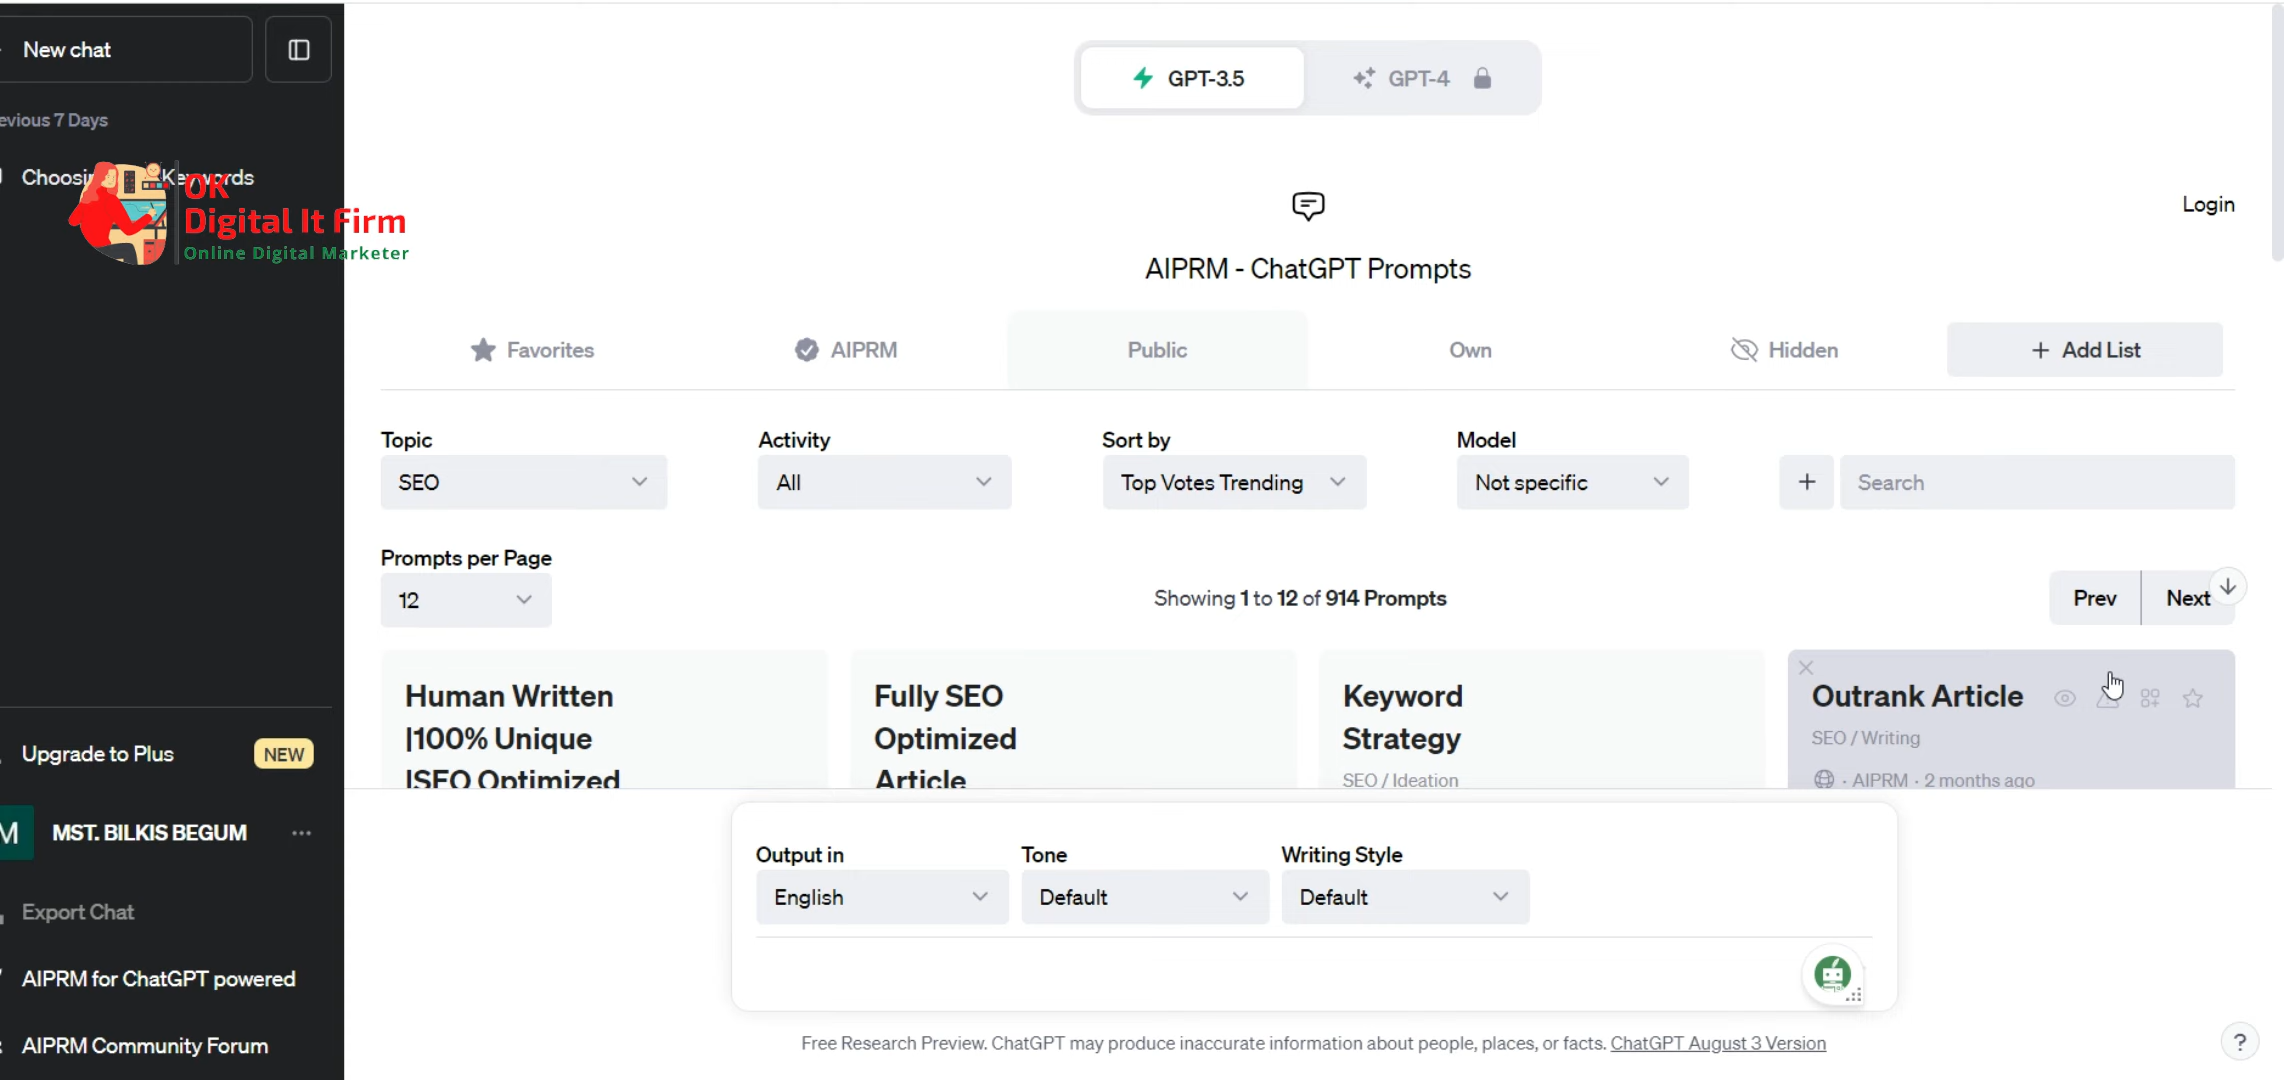 New chat
GPT-3.5
GPT-4
evious 7 Days
Choosi Keywords
OK
Digital It Firm
Online Digital Marketer
Login
AIPRM - ChatGPT Prompts
Favorites
AIPRM
Public
Own
Hidden
+ Add List
Topic
Activity
Sort by
Model
SEO
All
Top Votes Trending
Not specific
+
Search
Prompts per Page
12
Showing 1 to 12 of 914 Prompts
Prev
Next
Human Written
|100% Unique
|SEO Optimized
Fully SEO
Optimized
Article
Keyword
Strategy
SEO / Ideation
Outrank Article
SEO / Writing
· AIPRM · 2 months ago
Upgrade to Plus
NEW
M
MST. BILKIS BEGUM
...
Export Chat
AIPRM for ChatGPT powered
AIPRM Community Forum
Output in
Tone
Writing Style
English
Default
Default
Free Research Preview. ChatGPT may produce inaccurate information about people, places, or facts. ChatGPT August 3 Version
?